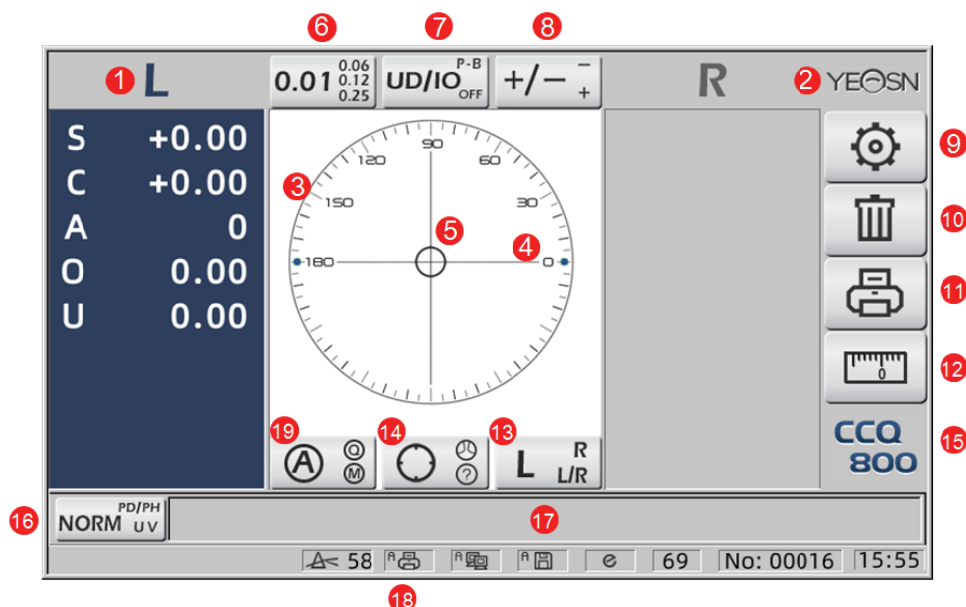 6 7 8
1 L
0.01 0.06 0.12 0.25
UD/IO P-B OFF
+/- - +
R
2 YEOSN
S +0.00
C +0.00
A 0
O 0.00
U 0.00
3
90
120 60
150 30
5
4
180 0
9
10
11
12
0
19 A Q M
14 ?
13 L R L/R
CCQ
800
15
16 NORM PD/PH UV
17
58 A A A e 69 No: 00016 15:55
18